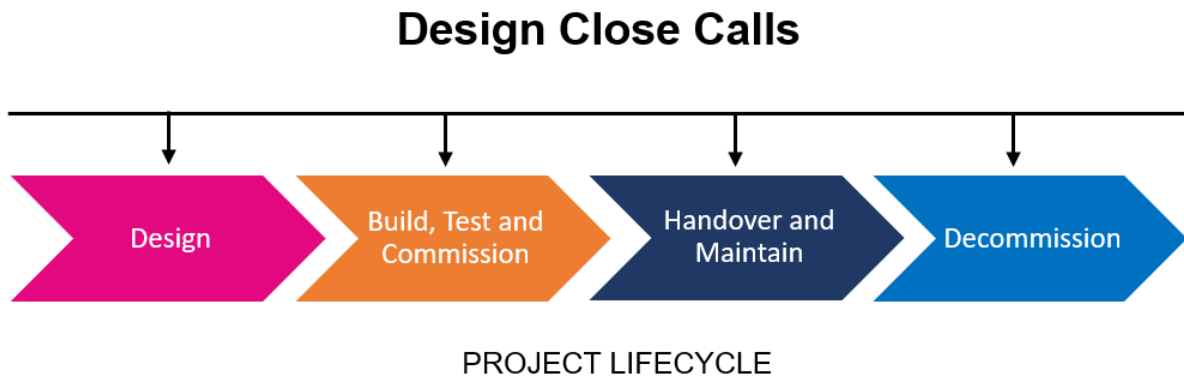 Design Close Calls
Design
Build, Test and
Commission
Handover and
Maintain
Decommission
PROJECT LIFECYCLE